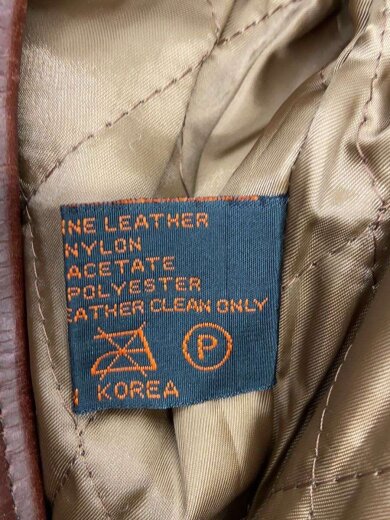 INE LEATHER
NYLON
ACETATE
POLYESTER
EATHER CLEAN ONLY
P
KOREA